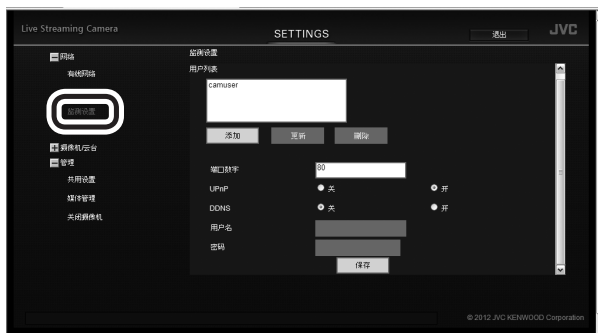 Live Streaming Camera
SETTINGS
退出
JVC
网络
有线网络
监测设置
摄像机/云台
管理
共用设置
媒体管理
关闭摄像机
监测设置
用户列表
camuser
添加 更新 删除
端口数字 80
UPnP 关 开
DDNS 关 开
用户名
密码
保存
© 2012 JVC KENWOOD Corporation